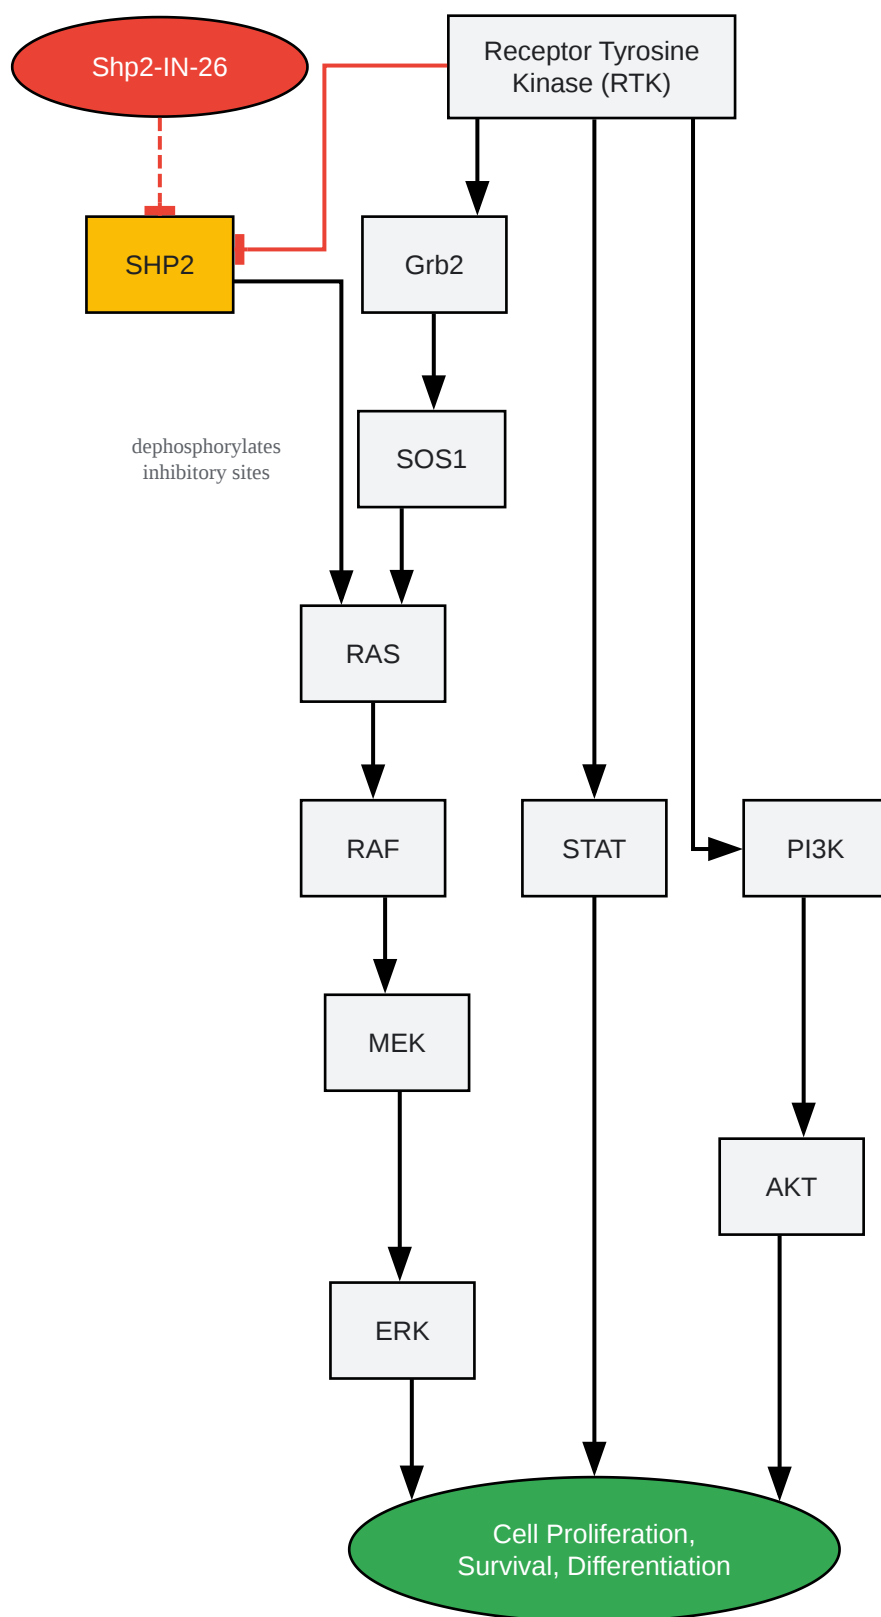 Shp2-IN-26
Receptor Tyrosine
Kinase (RTK)
SHP2
Grb2
dephosphorylates
inhibitory sites
SOS1
RAS
RAF
STAT
PI3K
MEK
AKT
ERK
Cell Proliferation,
Survival, Differentiation